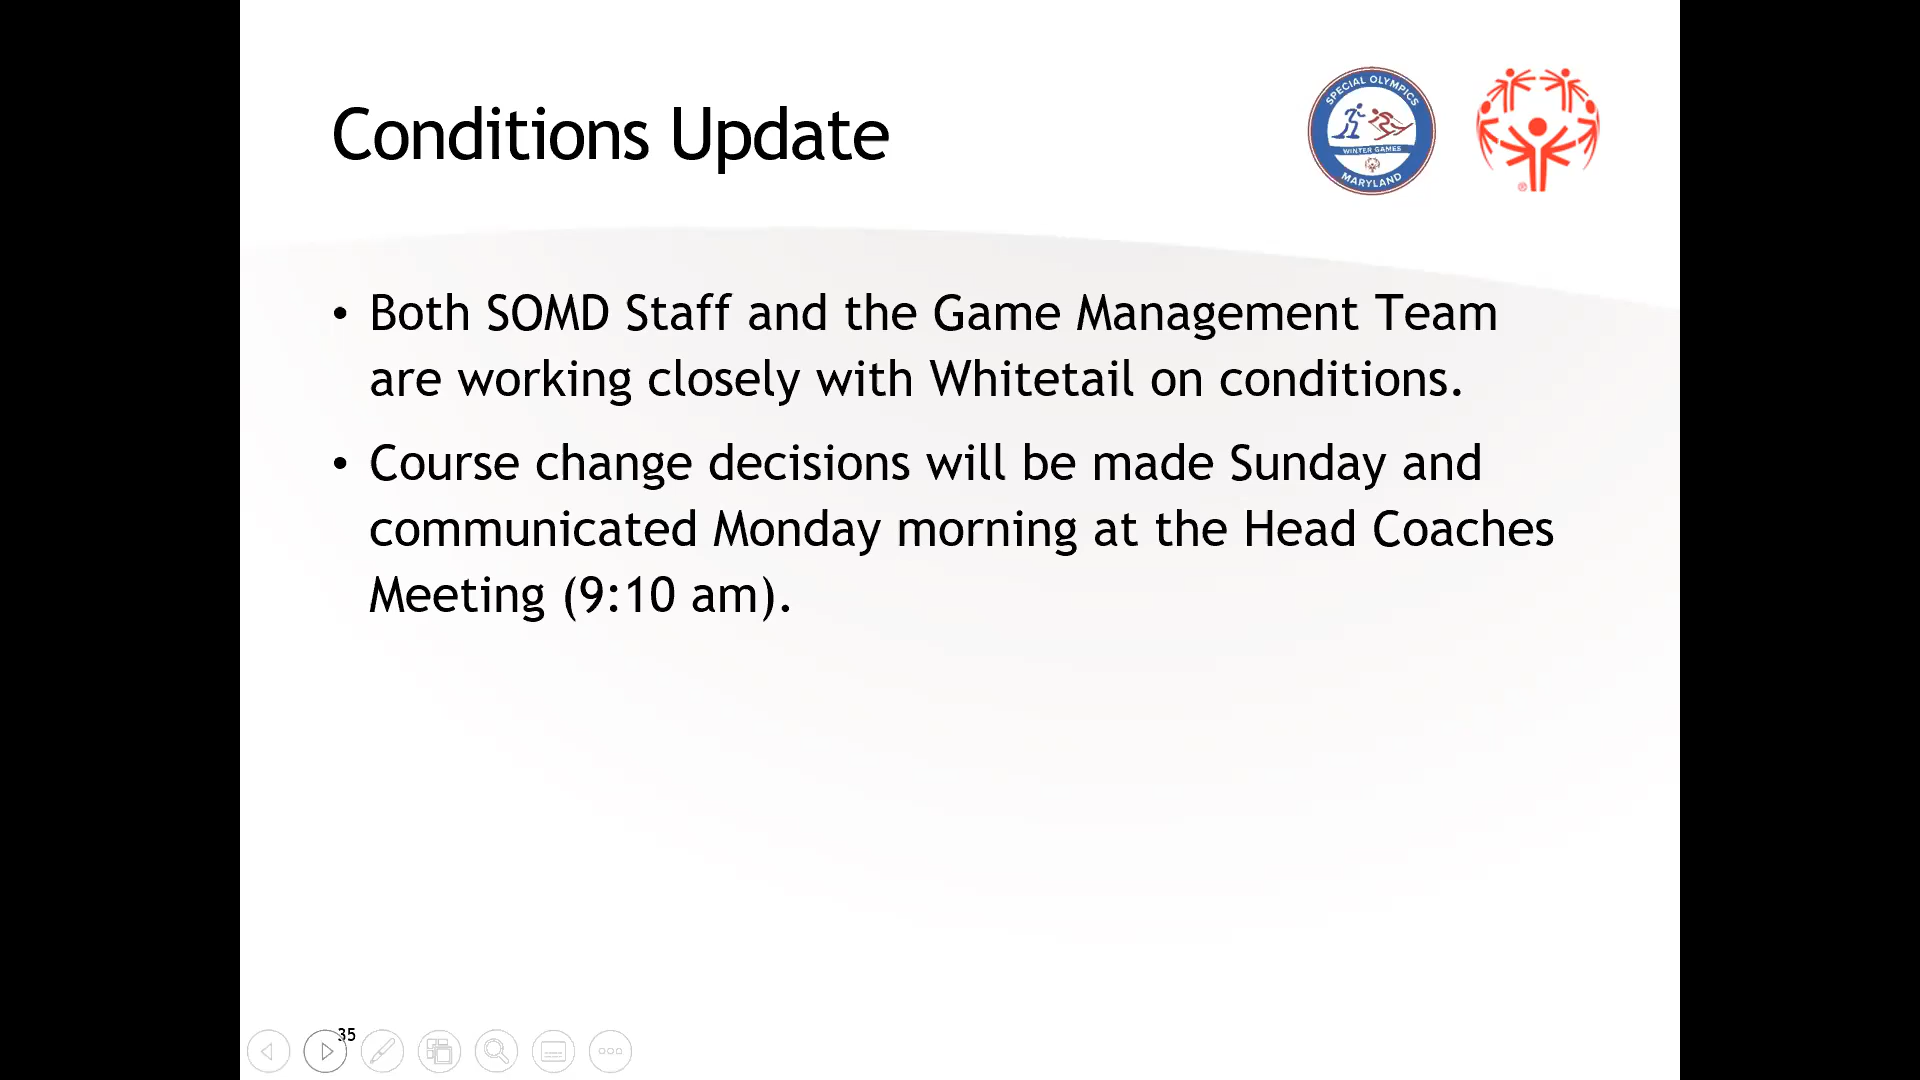 Conditions Update
SPECIAL OLYMPICS
WINTER GAMES
MARYLAND
®
• Both SOMD Staff and the Game Management Team
are working closely with Whitetail on conditions.
• Course change decisions will be made Sunday and
communicated Monday morning at the Head Coaches
Meeting (9:10 am).
35